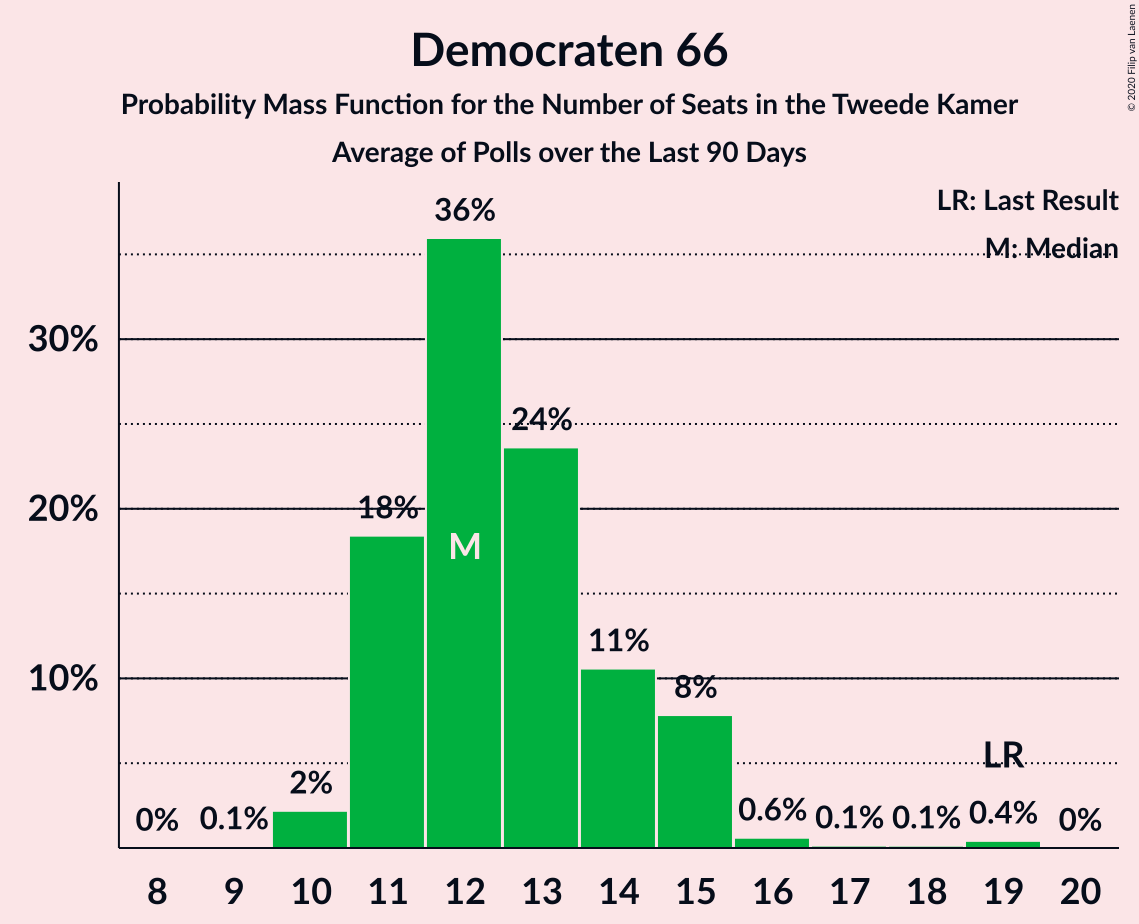 Democraten 66
Probability Mass Function for the Number of Seats in the Tweede Kamer
Average of Polls over the Last 90 Days
© 2020 Filip van Laenen
LR: Last Result
M: Median
36%
30%
24%
20%
18%
M
11%
10%
8%
LR
2%
0% 0.1% 0.6% 0.1% 0.1% 0.4% 0%
8 9 10 11 12 13 14 15 16 17 18 19 20